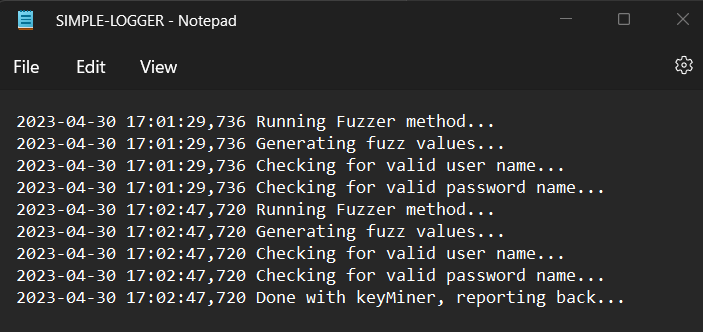 SIMPLE-LOGGER - Notepad
File Edit View
2023-04-30 17:01:29,736 Running Fuzzer method...
2023-04-30 17:01:29,736 Generating fuzz values...
2023-04-30 17:01:29,736 Checking for valid user name...
2023-04-30 17:01:29,736 Checking for valid password name...
2023-04-30 17:02:47,720 Running Fuzzer method...
2023-04-30 17:02:47,720 Generating fuzz values...
2023-04-30 17:02:47,720 Checking for valid user name...
2023-04-30 17:02:47,720 Checking for valid password name...
2023-04-30 17:02:47,720 Done with keyMiner, reporting back...